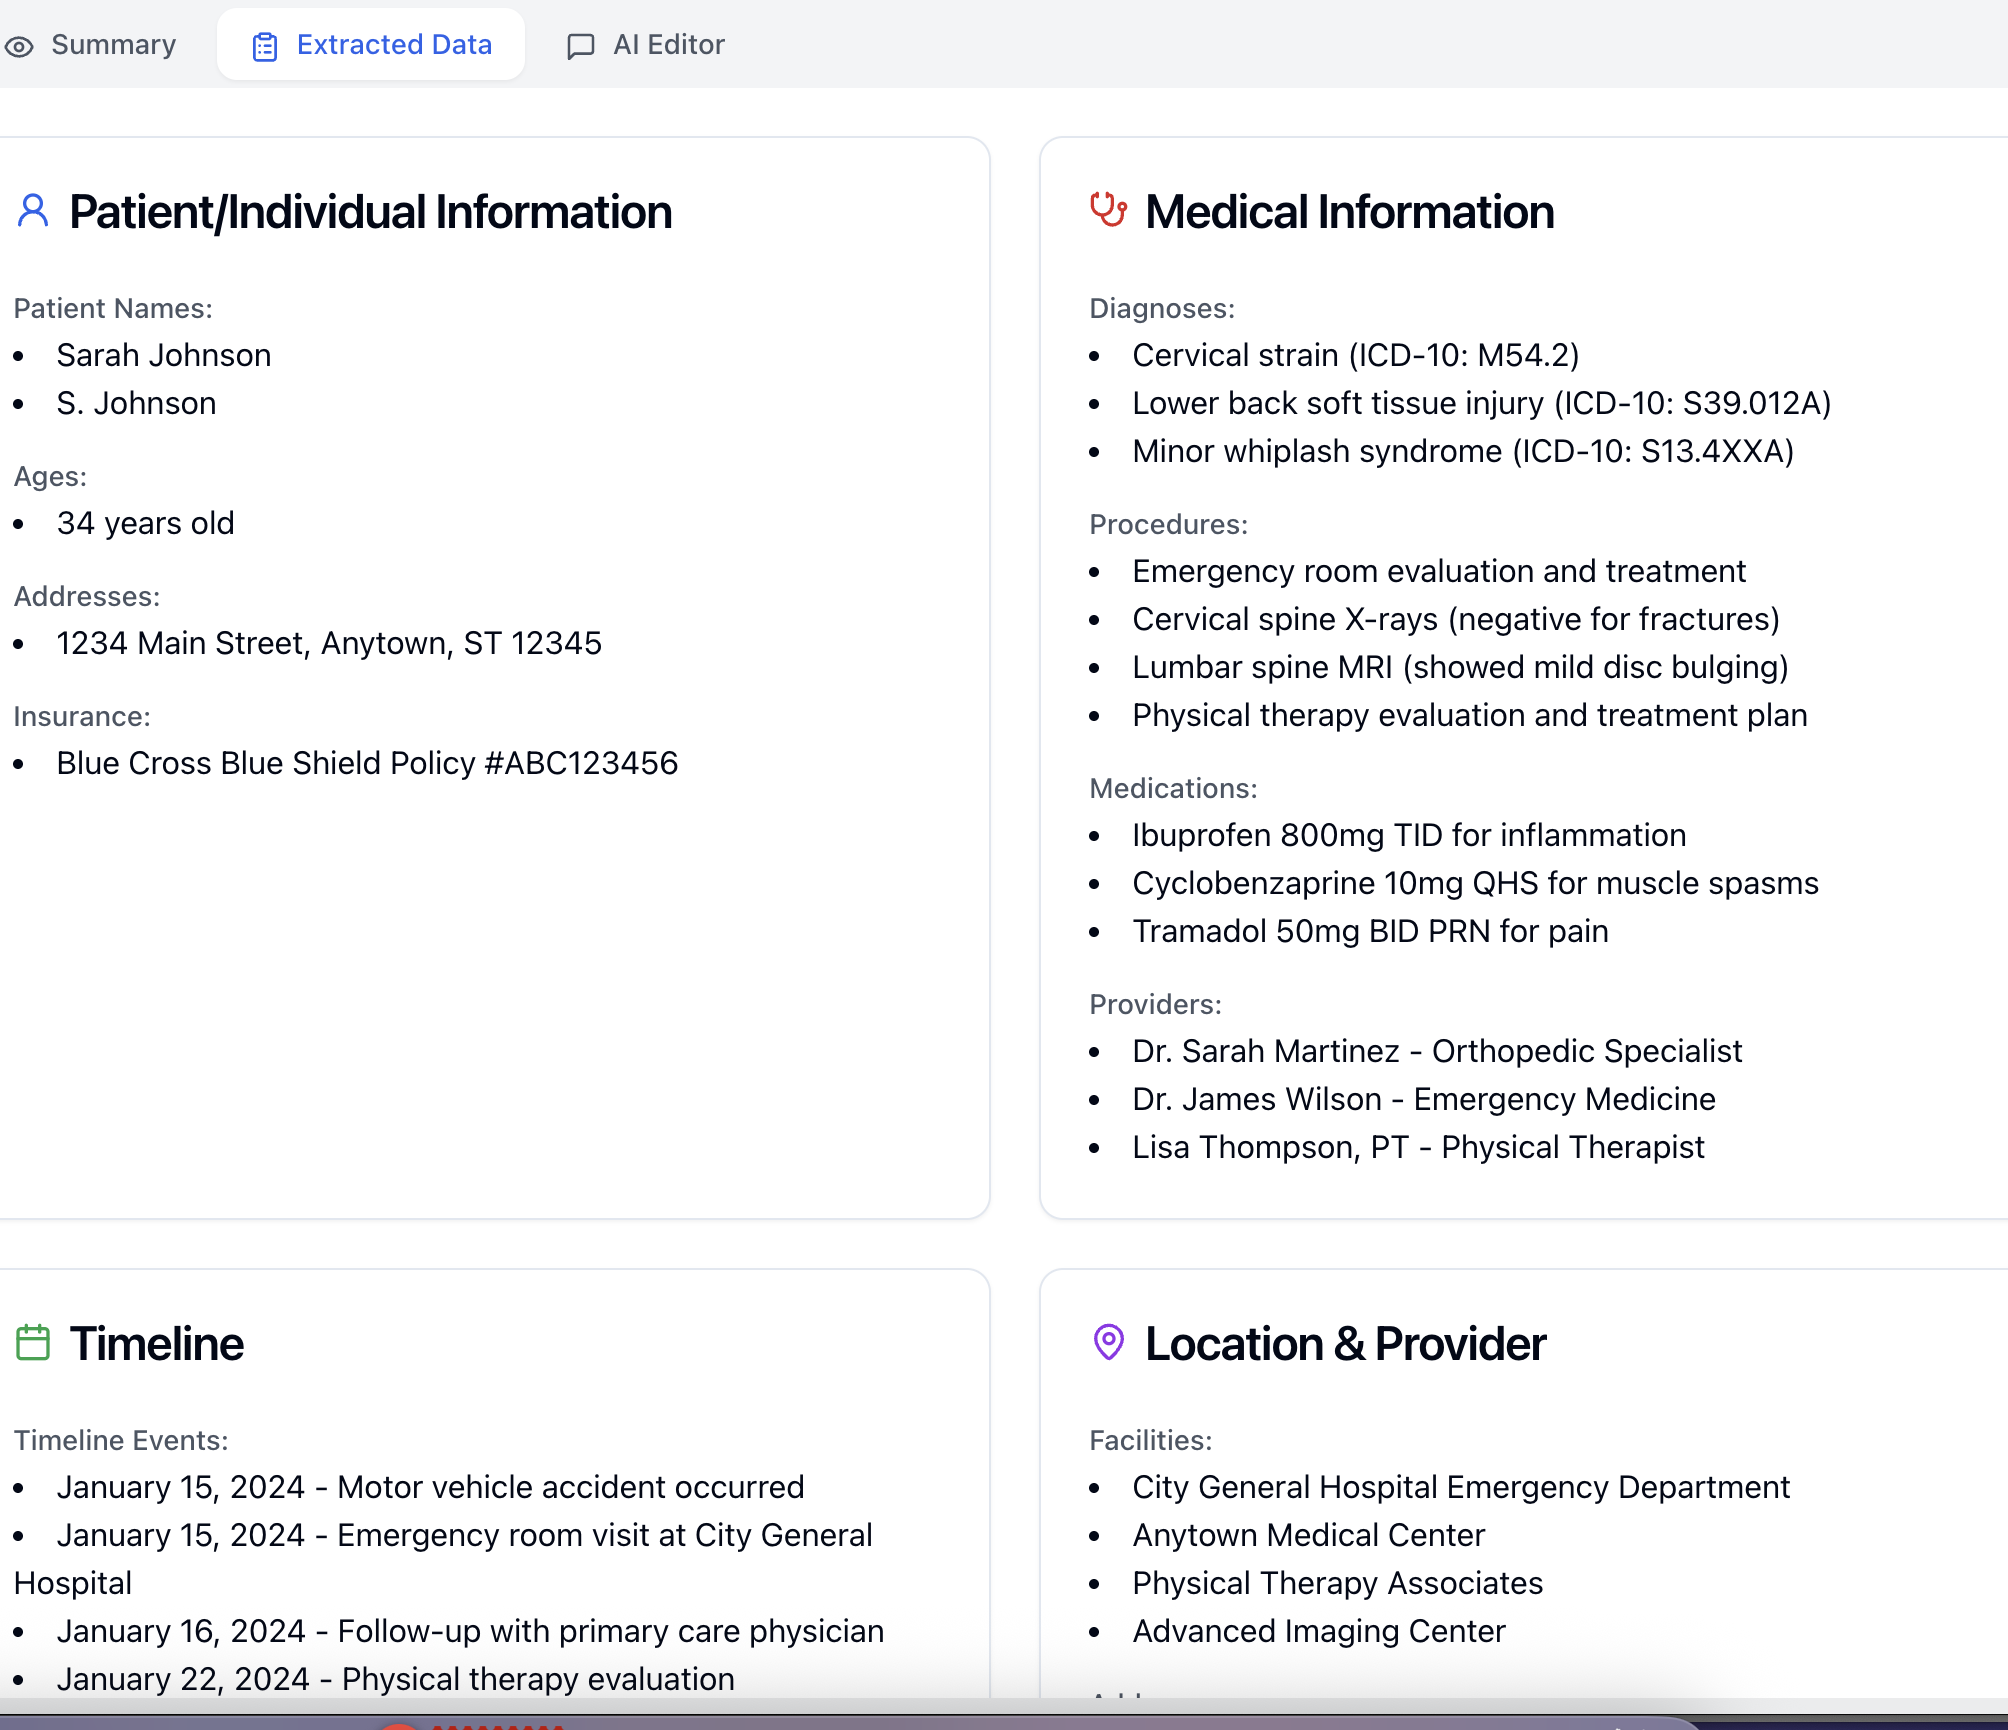 Summary
Extracted Data
AI Editor
Patient/Individual Information
Patient Names:
• Sarah Johnson
• S. Johnson
Ages:
• 34 years old
Addresses:
• 1234 Main Street, Anytown, ST 12345
Insurance:
• Blue Cross Blue Shield Policy #ABC123456
Medical Information
Diagnoses:
• Cervical strain (ICD-10: M54.2)
• Lower back soft tissue injury (ICD-10: S39.012A)
• Minor whiplash syndrome (ICD-10: S13.4XXA)
Procedures:
• Emergency room evaluation and treatment
• Cervical spine X-rays (negative for fractures)
• Lumbar spine MRI (showed mild disc bulging)
• Physical therapy evaluation and treatment plan
Medications:
• Ibuprofen 800mg TID for inflammation
• Cyclobenzaprine 10mg QHS for muscle spasms
• Tramadol 50mg BID PRN for pain
Providers:
• Dr. Sarah Martinez - Orthopedic Specialist
• Dr. James Wilson - Emergency Medicine
• Lisa Thompson, PT - Physical Therapist
Timeline
Timeline Events:
• January 15, 2024 - Motor vehicle accident occurred
• January 15, 2024 - Emergency room visit at City General
Hospital
• January 16, 2024 - Follow-up with primary care physician
• January 22, 2024 - Physical therapy evaluation
Location & Provider
Facilities:
• City General Hospital Emergency Department
• Anytown Medical Center
• Physical Therapy Associates
• Advanced Imaging Center